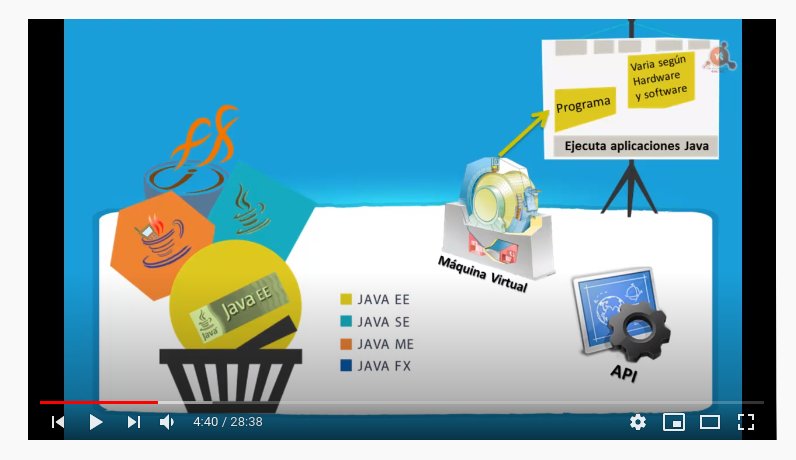 Varia según
Hardware
y software
Programa
Ejecuta aplicaciones Java
Máquina Virtual
Java EE
Java
JAVA EE
JAVA SE
JAVA ME
JAVA FX
API
4:40 / 28:38